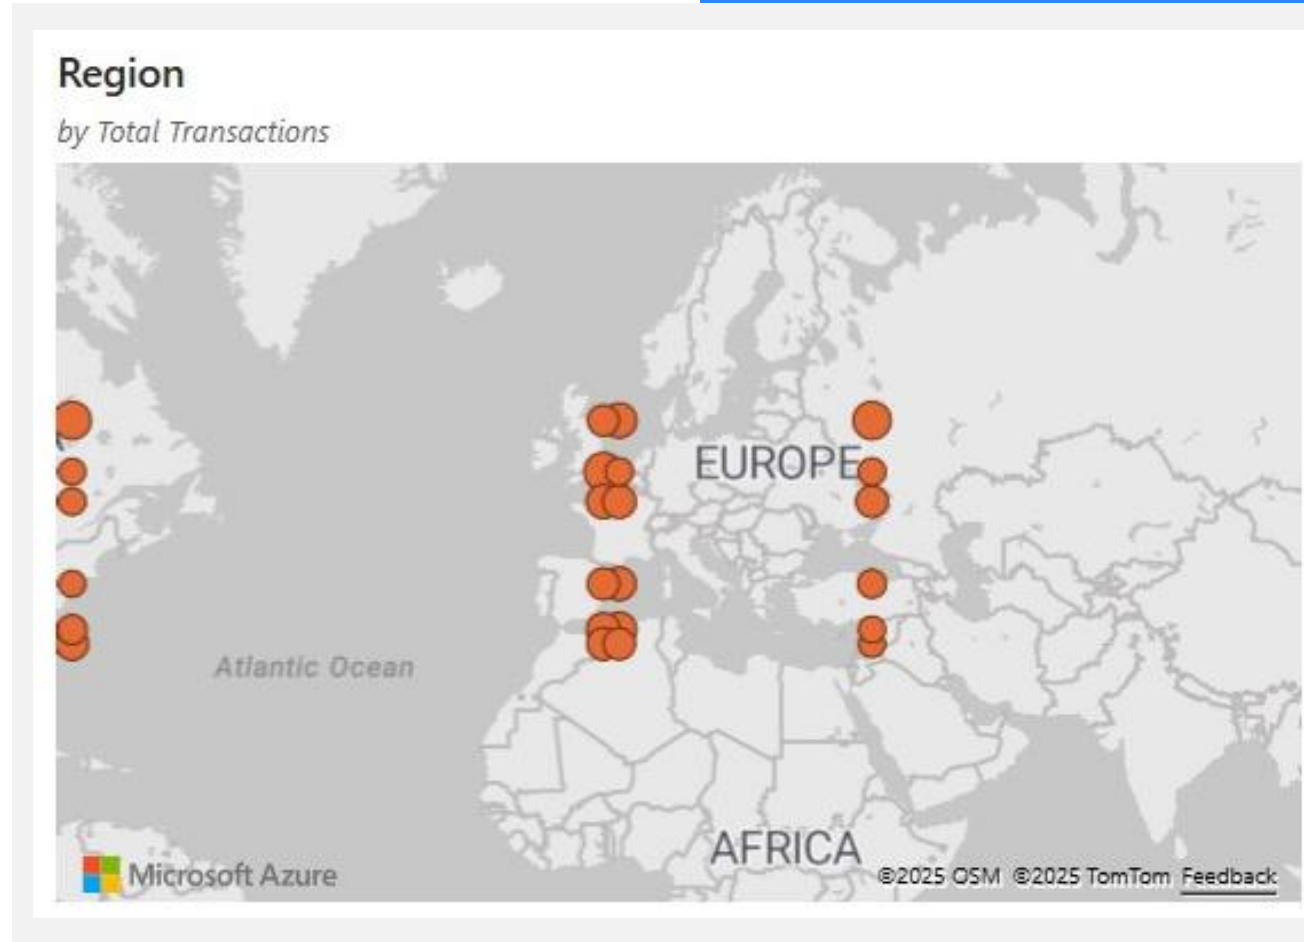 Region
by Total Transactions
EUROPE
Atlantic Ocean
AFRICA
Microsoft Azure
©2025 OSM ©2025 TomTom Feedback